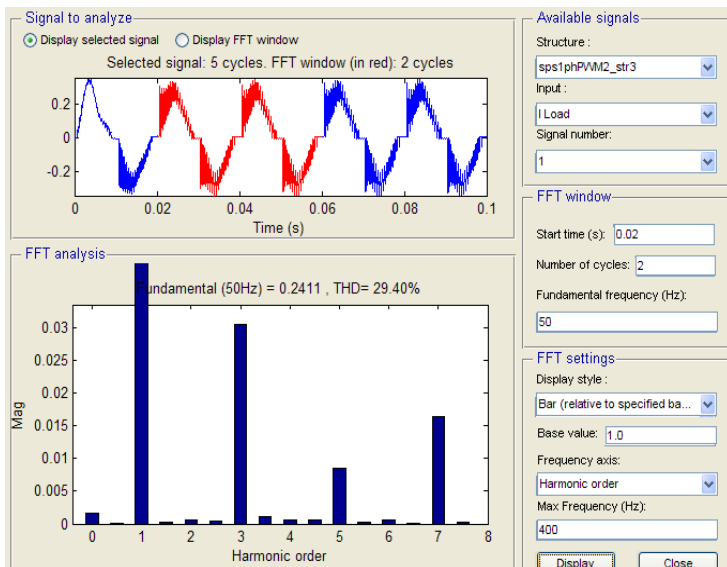 Signal to analyze
Display selected signal
Display FFT window
Selected signal: 5 cycles. FFT window (in red): 2 cycles
0.2
0
-0.2
0
0.02
0.04
0.06
0.08
0.1
Time (s)
FFT analysis
Fundamental (50Hz) = 0.2411 , THD= 29.40%
0.03
0.025
0.02
0.015
0.01
0.005
0
Mag
0
1
2
3
4
5
6
7
8
Harmonic order
Available signals
Structure :
sps1phPWM2_str3
Input :
I Load
Signal number:
1
FFT window
Start time (s):
0.02
Number of cycles:
2
Fundamental frequency (Hz):
50
FFT settings
Display style :
Bar (relative to specified ba...
Base value:
1.0
Frequency axis:
Harmonic order
Max Frequency (Hz):
400
Display
Close